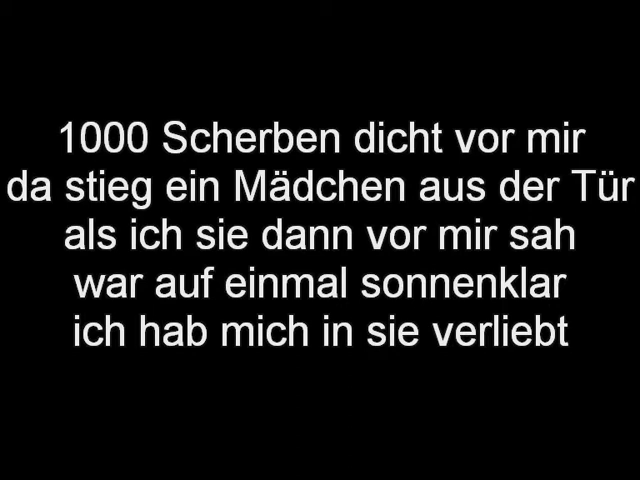 1000 Scherben dicht vor mir
da stieg ein Mädchen aus der Tür
als ich sie dann vor mir sah
war auf einmal sonnenklar
ich hab mich in sie verliebt